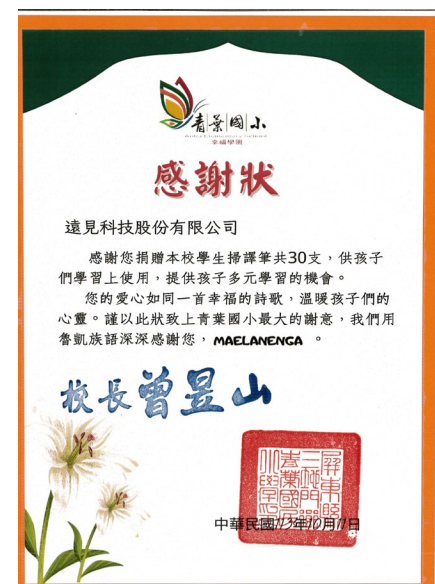 青葉國小
幸福學園
感謝狀
遠見科技股份有限公司
感謝您捐贈本校學生掃譯筆共30支，供孩子
們學習上使用，提供孩子多元學習的機會。
您的愛心如同一首幸福的詩歌，溫暖孩子們的
心靈。謹以此狀致上青葉國小最大的謝意，我們用
魯凱族語深深感謝您，MAELANENGA 。
校長曾昱山
屏東縣
三地門鄉
青葉國民
中華民國113年10月11日